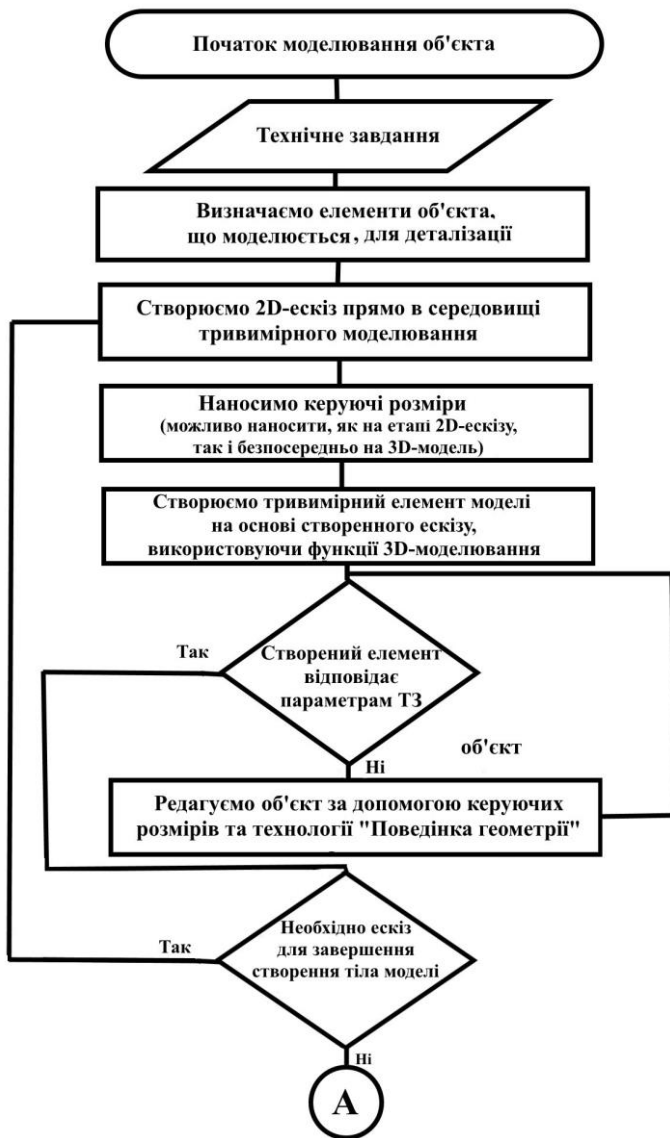 Початок моделювання об'єкта
Технічне завдання
Визначаємо елементи об'єкта,
що моделюється, для деталізації
Створюємо 2D-ескіз прямо в середовищі
тривимірного моделювання
Наносимо керуючі розміри
(можливо наносити, як на етапі 2D-ескізу,
так і безпосередньо на 3D-модель)
Створюємо тривимірний елемент моделі
на основі створенного ескізу,
використовуючи функції 3D-моделювання
Так
Створений елемент
відповідає
параметрам ТЗ
об'єкт
Ні
Редагуємо об'єкт за допомогою керуючих
розмірів та технології "Поведінка геометрії"
Так
Необхідно ескіз
для завершення
створення тіла моделі
Ні
А